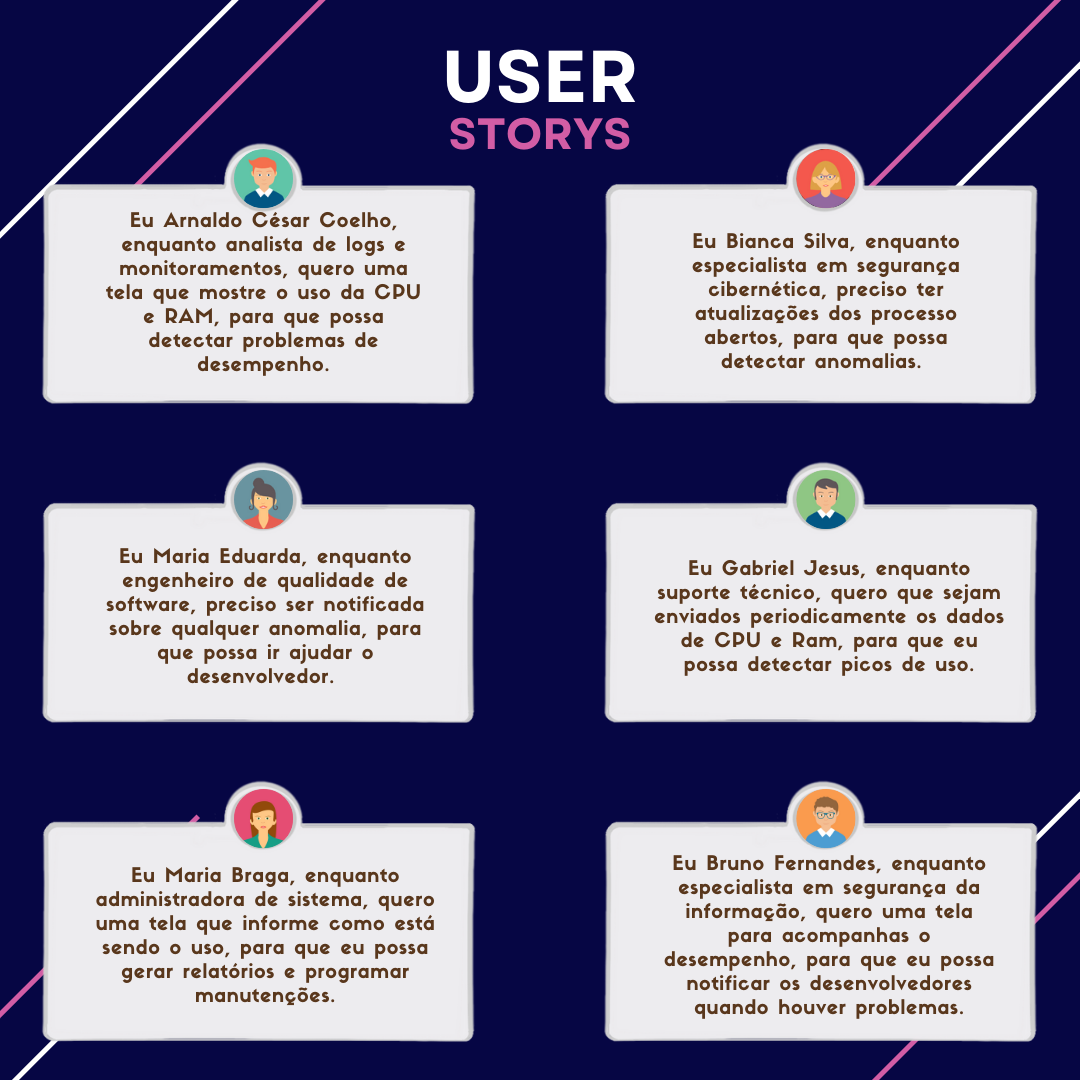 USER
STORYS
Eu Arnaldo César Coelho,
enquanto analista de logs e
monitoramentos, quero uma
tela que mostre o uso da CPU
e RAM, para que possa
detectar problemas de
desempenho.
Eu Bianca Silva, enquanto
especialista em segurança
cibernética, preciso ter
atualizações dos processo
abertos, para que possa
detectar anomalias.
Eu Maria Eduarda, enquanto
engenheiro de qualidade de
software, preciso ser notificada
sobre qualquer anomalia, para
que possa ir ajudar o
desenvolvedor.
Eu Gabriel Jesus, enquanto
suporte técnico, quero que sejam
enviados periodicamente os dados
de CPU e Ram, para que eu
possa detectar picos de uso.
Eu Maria Braga, enquanto
administradora de sistema, quero
uma tela que informe como está
sendo o uso, para que eu possa
gerar relatórios e programar
manutenções.
Eu Bruno Fernandes, enquanto
especialista em segurança da
informação, quero uma tela
para acompanhas o
desempenho, para que eu possa
notificar os desenvolvedores
quando houver problemas.